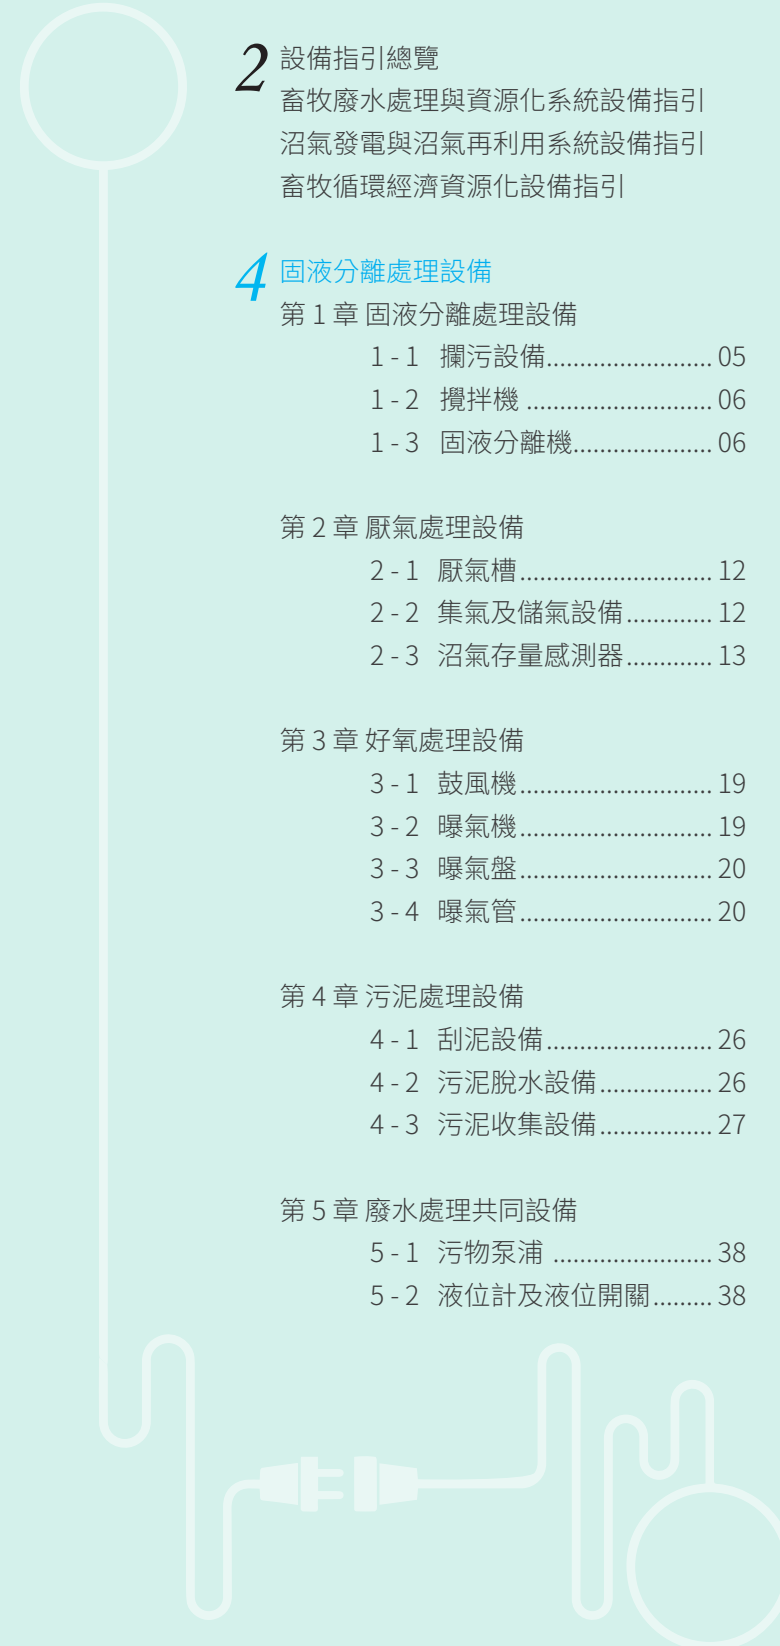 2 設備指引總覽
畜牧廢水處理與資源化系統設備指引
沼氣發電與沼氣再利用系統設備指引
畜牧循環經濟資源化設備指引
4 固液分離處理設備
第 1 章 固液分離處理設備
1 - 1 攔污設備......................... 05
1 - 2 攪拌機 ............................ 06
1 - 3 固液分離機..................... 06
第 2 章 厭氣處理設備
2 - 1 厭氣槽............................. 12
2 - 2 集氣及儲氣設備............. 12
2 - 3 沼氣存量感測器............. 13
第 3 章 好氧處理設備
3 - 1 鼓風機............................. 19
3 - 2 曝氣機............................. 19
3 - 3 曝氣盤............................. 20
3 - 4 曝氣管............................. 20
第 4 章 污泥處理設備
4 - 1 刮泥設備......................... 26
4 - 2 污泥脫水設備................. 26
4 - 3 污泥收集設備................. 27
第 5 章 廢水處理共同設備
5 - 1 污物泵浦 ........................ 38
5 - 2 液位計及液位開關......... 38